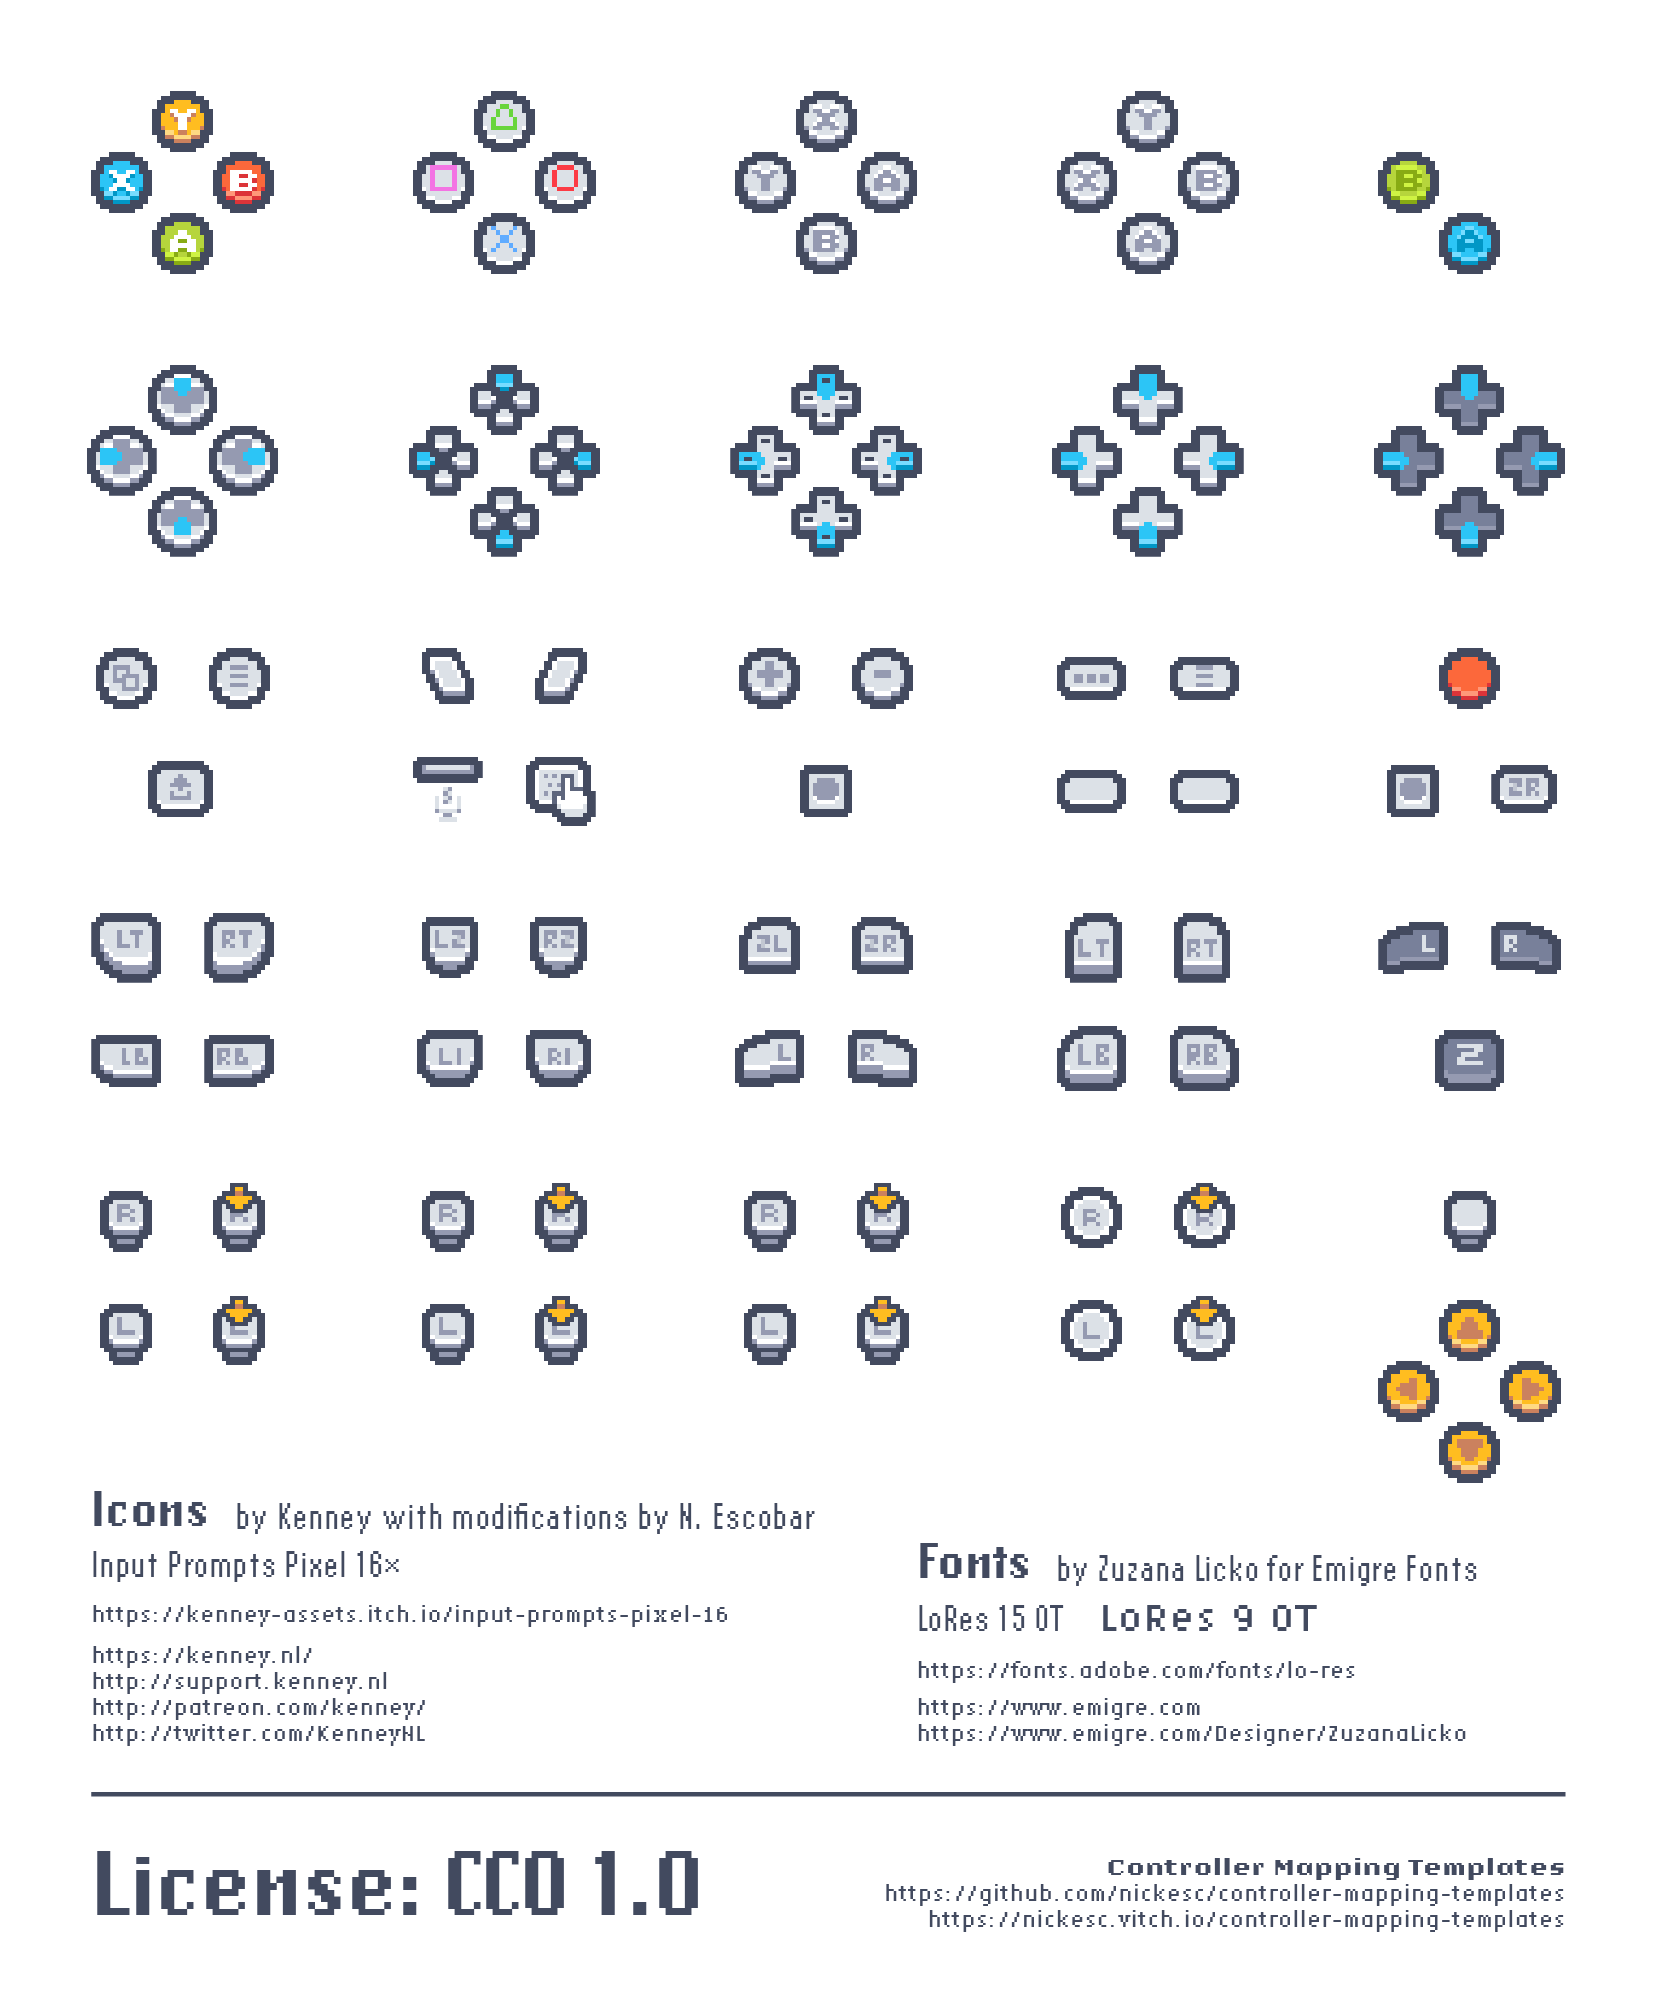 Y
X B
A
X
Y A
B
Y
X B
A
B
A
ZR
LT RT
LZ RZ
ZL ZR
LT RT
L R
LB RB
L1 R1
L R
LB RB
Z
R R R R R R R R
L L L L L L L L
Icons by Kenney with modifications by N. Escobar
Input Prompts Pixel 16×
https://kenney-assets.itch.io/input-prompts-pixel-16
https://kenney.nl/
http://support.kenney.nl
http://patreon.com/kenney/
http://twitter.com/KenneyNL
Fonts by Zuzana Licko for Emigre Fonts
LoRes 15 OT LoRes 9 OT
https://fonts.adobe.com/fonts/lo-res
https://www.emigre.com
https://www.emigre.com/Designer/ZuzanaLicko
License: CC0 1.0
Controller Mapping Templates
https://github.com/nickesc/controller-mapping-templates
https://nickesc.vitch.io/controller-mapping-templates